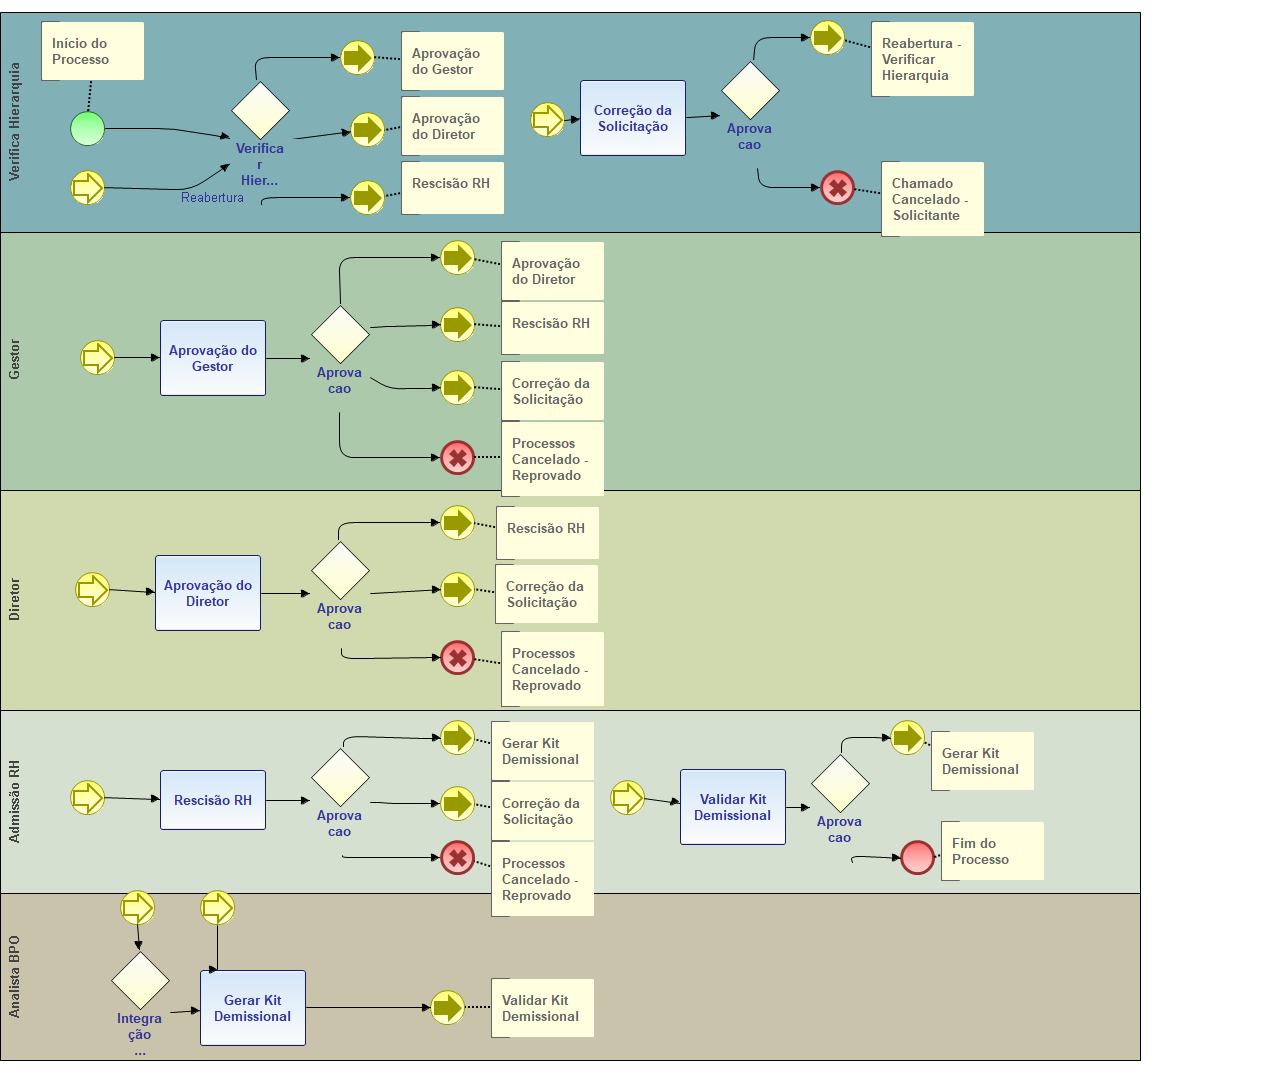 Verifica Hierarquia
Início do
Processo
Verifica
r
Hier...
Reabertura
Aprovação
do Gestor
Aprovação
do Diretor
Rescisão RH
Correção da
Solicitação
Aprova
cao
Reabertura -
Verificar
Hierarquia
Chamado
Cancelado -
Solicitante
Gestor
Aprovação do
Gestor
Aprova
cao
Aprovação
do Diretor
Rescisão RH
Correção da
Solicitação
Processos
Cancelado -
Reprovado
Diretor
Aprovação do
Diretor
Aprova
cao
Rescisão RH
Correção da
Solicitação
Processos
Cancelado -
Reprovado
Admissão RH
Rescisão RH
Aprova
cao
Gerar Kit
Demissional
Correção da
Solicitação
Processos
Cancelado -
Reprovado
Validar Kit
Demissional
Aprova
cao
Gerar Kit
Demissional
Fim do
Processo
Analista BPO
Integra
ção
...
Gerar Kit
Demissional
Validar Kit
Demissional